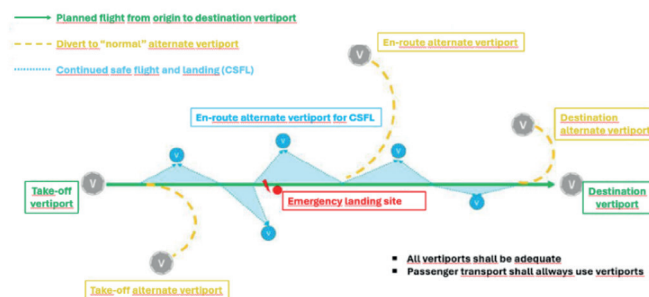 Planned flight from origin to destination vertiport
Divert to “normal” alternate vertiport
Continued safe flight and landing (CSFL)
V
En-route alternate vertiport
En-route alternate vertiport for CSFL
V
Destination
alternate vertiport
V
V
V
V
Take-off
vertiport
V
Emergency landing site
V
V
Destination
vertiport
V
V
Take-off alternate vertiport
▪ All vertiports shall be adequate
▪ Passenger transport shall allways use vertiports